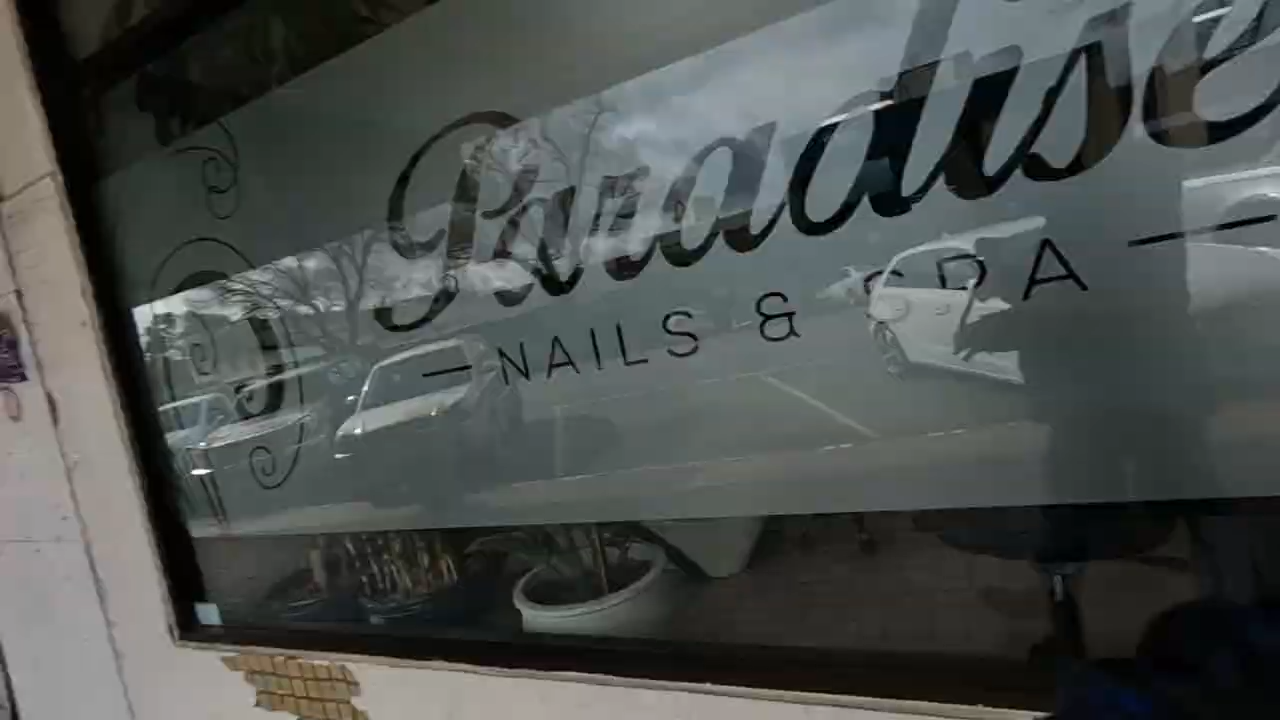 Paradise
— NAILS & SPA —